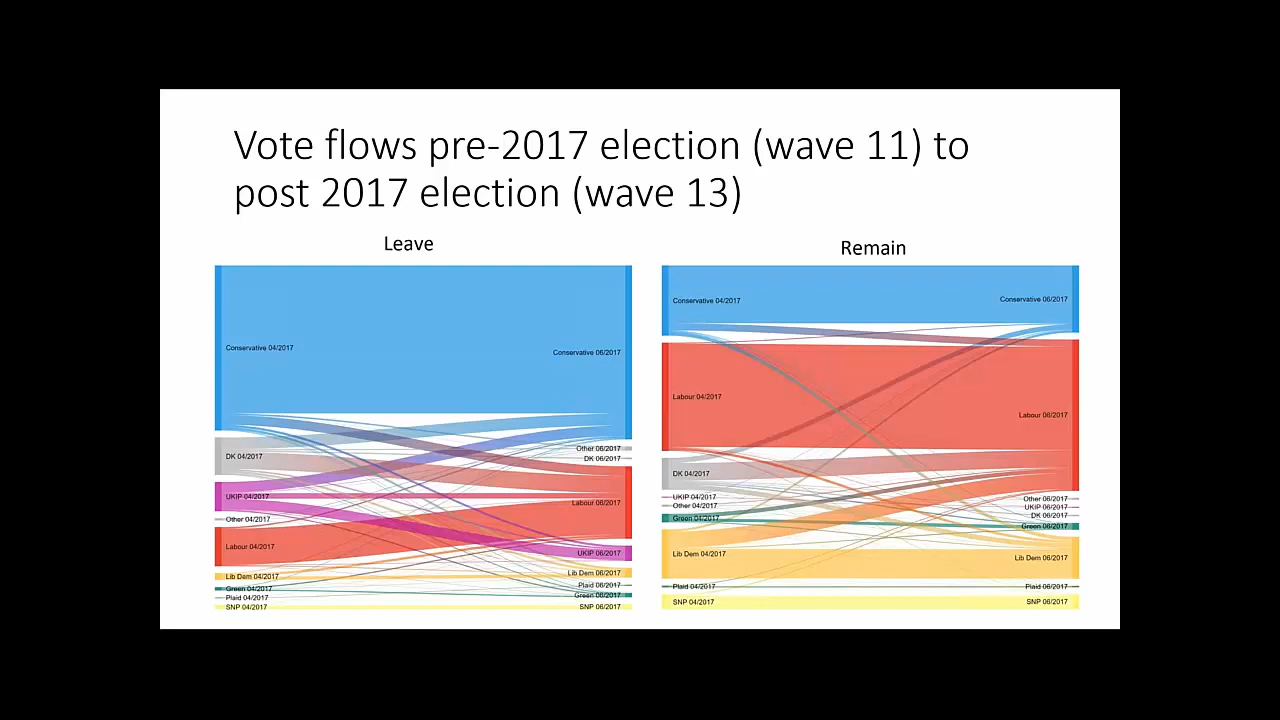 Vote flows pre-2017 election (wave 11) to
post 2017 election (wave 13)
Leave
Conservative 04/2017
Conservative 06/2017
Other 06/2017
DK 04/2017
DK 06/2017
UKIP 04/2017
Labour 06/2017
Other 04/2017
Labour 04/2017
UKIP 06/2017
Lib Dem 06/2017
Lib Dem 04/2017
Plaid 06/2017
Green 04/2017
Green 06/2017
Plaid 04/2017
SNP 04/2017
SNP 06/2017
Remain
Conservative 04/2017
Conservative 06/2017
Labour 04/2017
Labour 06/2017
DK 04/2017
UKIP 04/2017
Other 06/2017
Other 04/2017
UKIP 06/2017
DK 06/2017
Green 04/2017
Green 06/2017
Lib Dem 04/2017
Lib Dem 06/2017
Plaid 04/2017
Plaid 06/2017
SNP 04/2017
SNP 06/2017